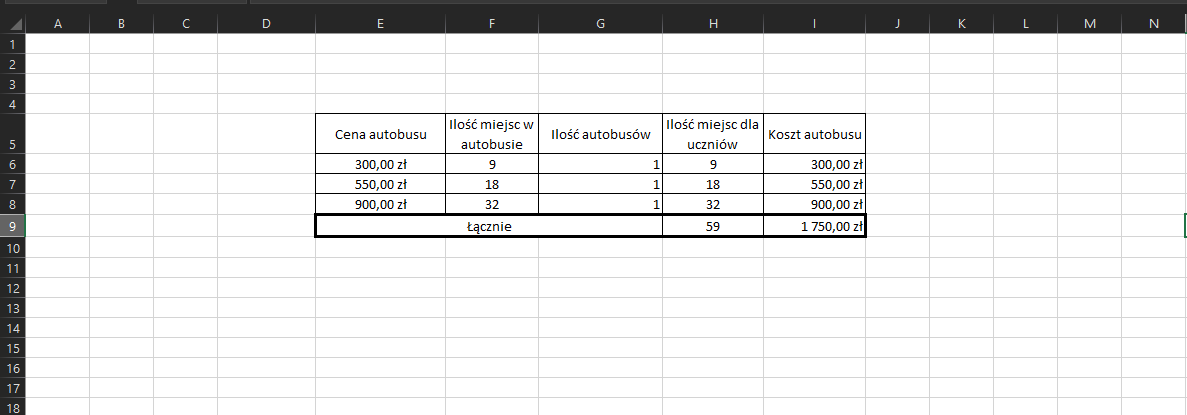 A B C D E F G H I J K L M N
1
2
3
4
5 Cena autobusu Ilość miejsc w autobusie Ilość autobusów Ilość miejsc dla uczniów Koszt autobusu
6 300,00 zł 9 1 9 300,00 zł
7 550,00 zł 18 1 18 550,00 zł
8 900,00 zł 32 1 32 900,00 zł
9 Łącznie 59 1 750,00 zł
10
11
12
13
14
15
16
17
18